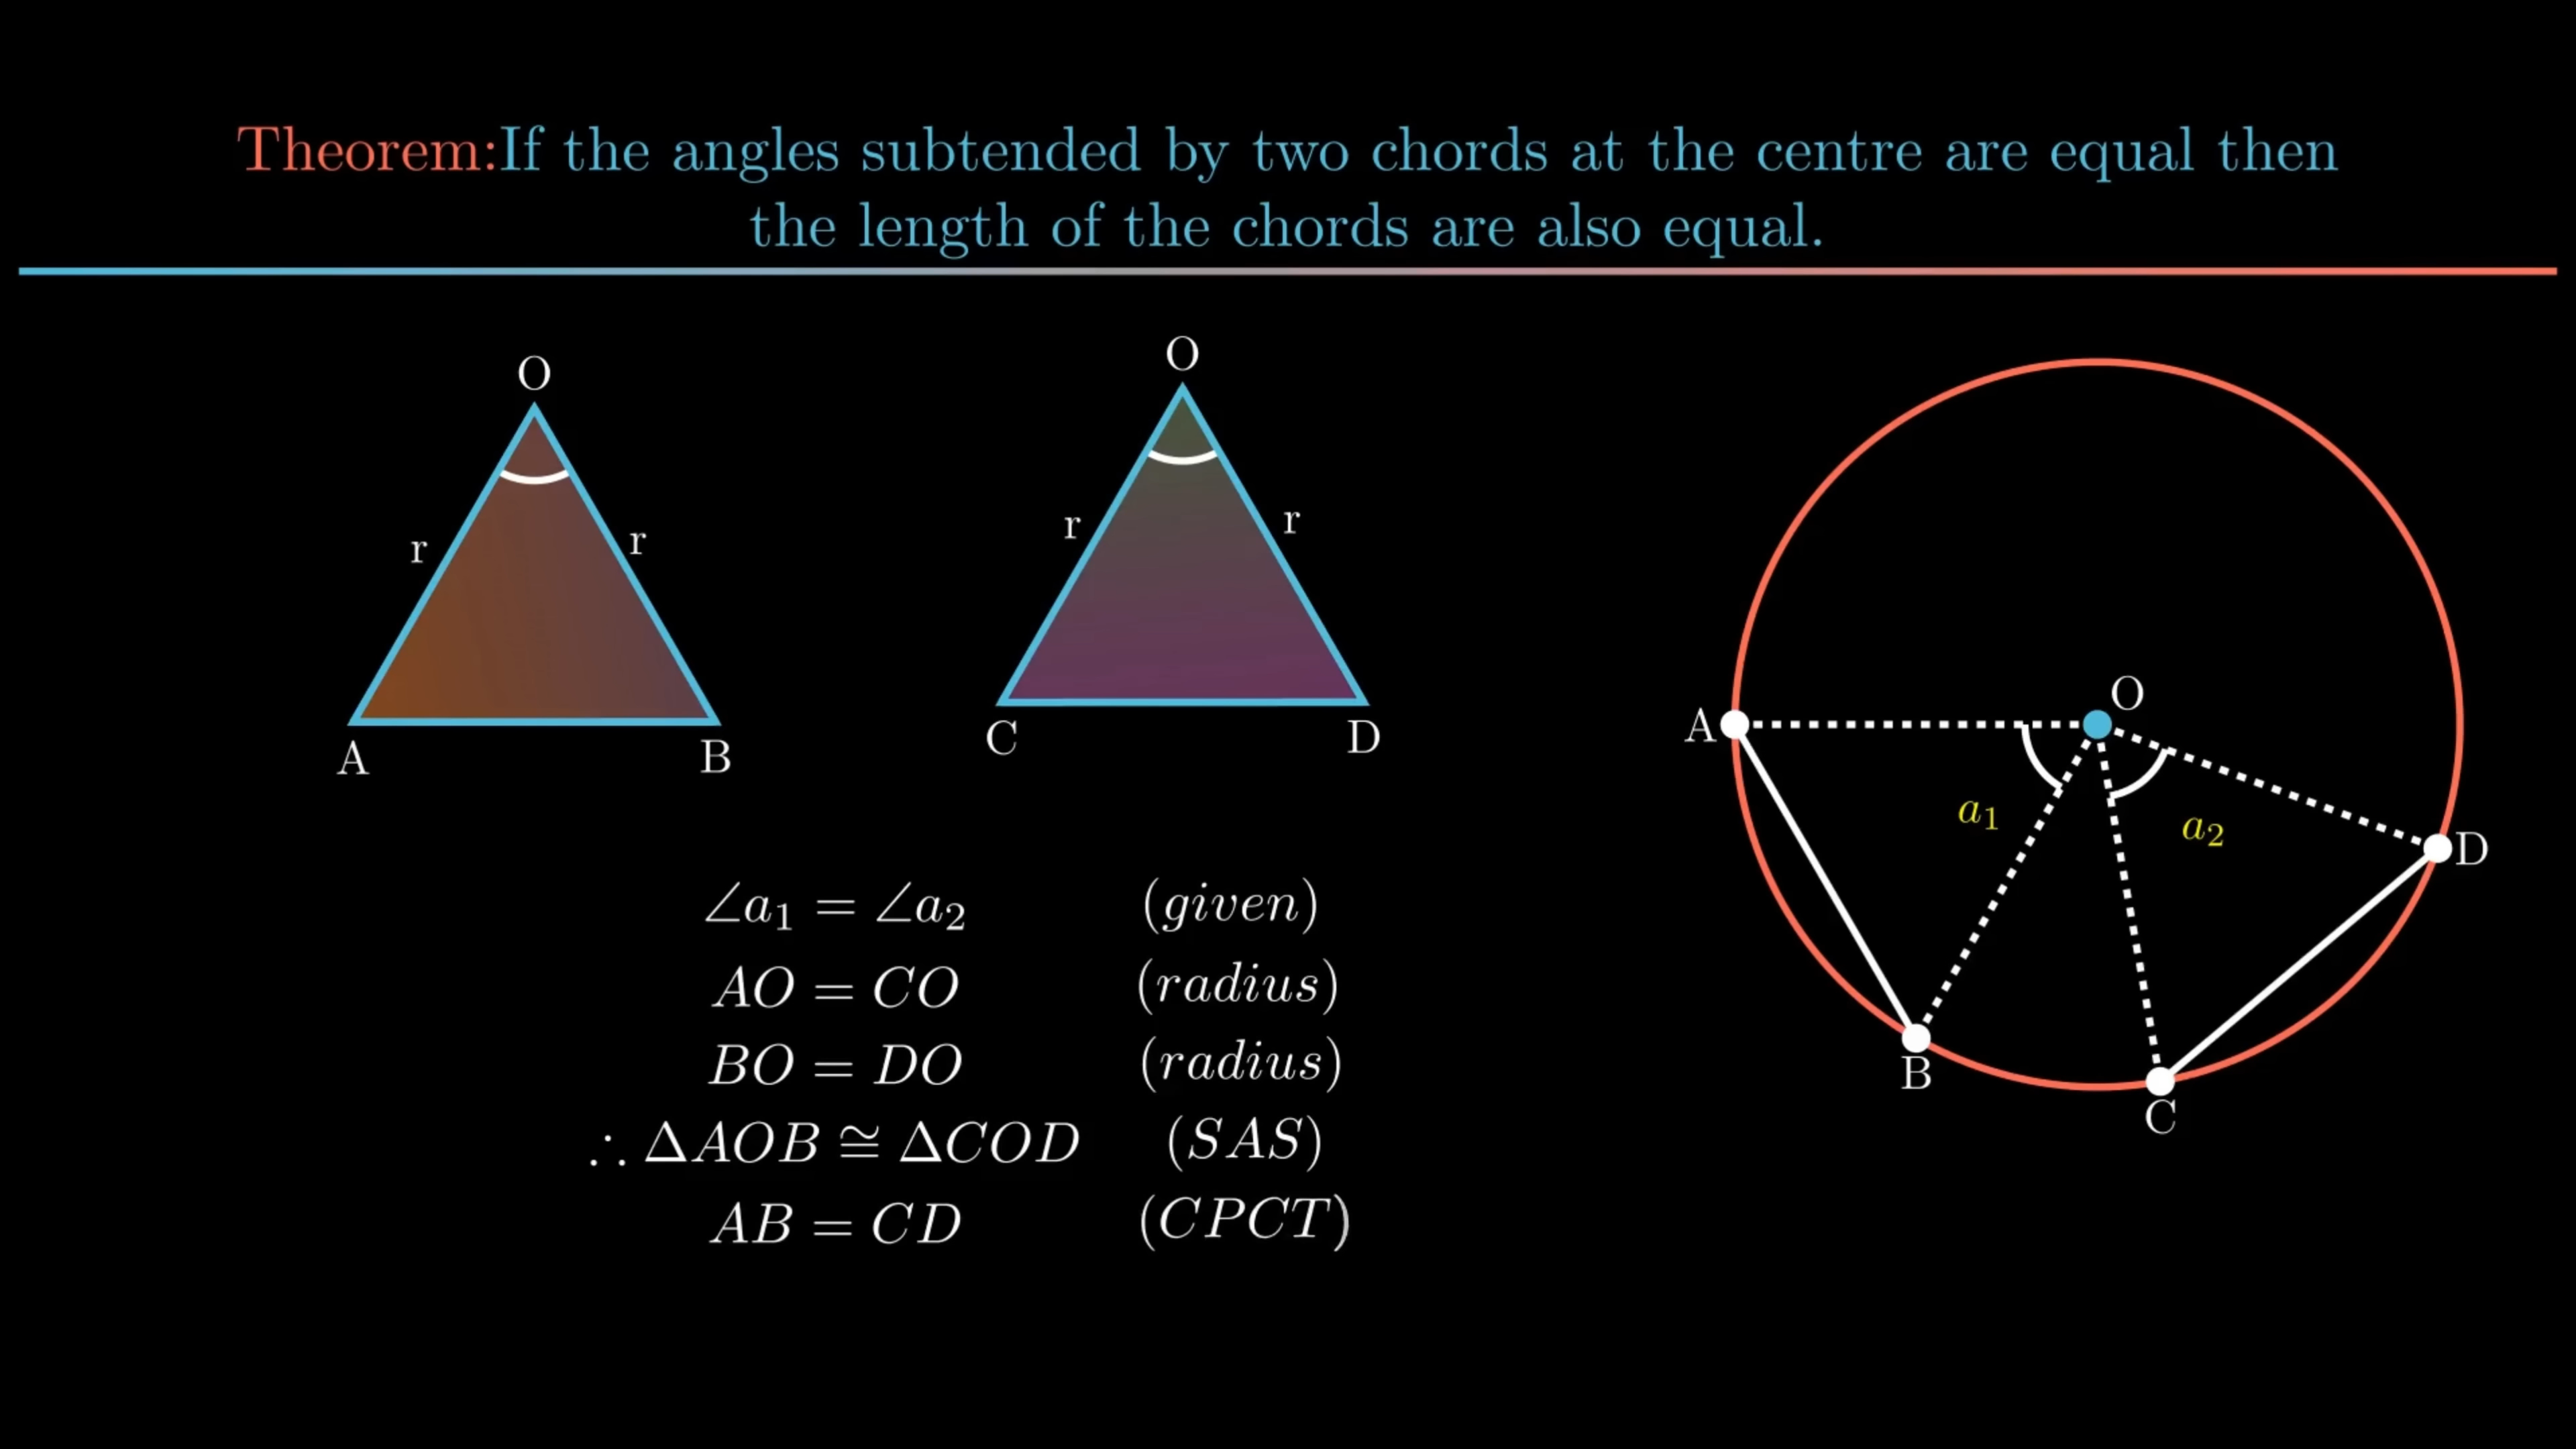 Theorem:If the angles subtended by two chords at the centre are equal then
the length of the chords are also equal.
O
r
r
A
B
O
r
r
C
D
∠a₁ = ∠a₂ (given)
AO = CO (radius)
BO = DO (radius)
∴ ΔAOB ≅ ΔCOD (SAS)
AB = CD (CPCT)
O
A
a₁
a₂
D
B
C